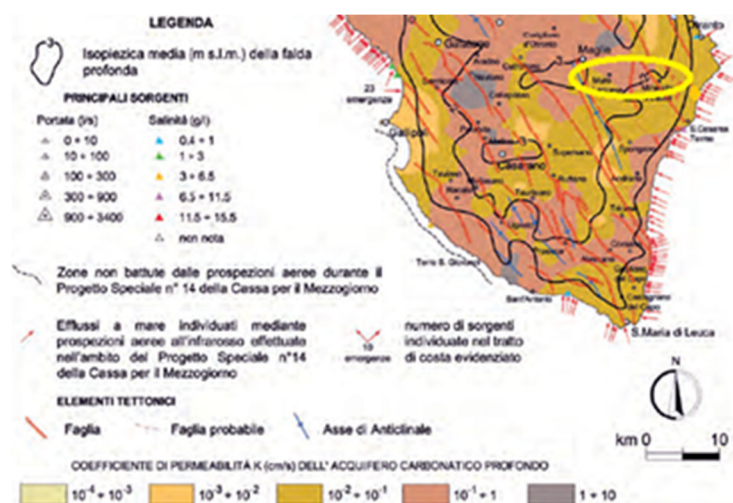 LEGENDA
Isopiezica media (m s.l.m.) della falda
profonda
PRINCIPALI SORGENTI
Portata (l/s) Salinità (g/l)
0 ÷ 10 0.4 ÷ 1
10 ÷ 100 1 ÷ 3
100 ÷ 300 3 ÷ 6.5
300 ÷ 900 6.5 ÷ 11.5
900 ÷ 3400 11.5 ÷ 15.5
non nota
Zone non battute dalle prospezioni aeree durante il
Progetto Speciale n° 14 della Cassa per il Mezzogiorno
Efflussi a mare individuati mediante
prospezioni aeree all'infrarosso effettuate
nell'ambito del Progetto Speciale n°14
della Cassa per il Mezzogiorno
10
emergenze
numero di sorgenti
individuate nel tratto
di costa evidenziato
ELEMENTI TETTONICI
Faglia Faglia probabile Asse di Anticlinale
COEFFICIENTE DI PERMEABILITÀ K (cm/s) DELL' ACQUIFERO CARBONATICO PROFONDO
10⁻⁴ ÷ 10⁻³ 10⁻³ ÷ 10⁻² 10⁻² ÷ 10⁻¹ 10⁻¹ ÷ 1 1 ÷ 10
Maglie
Otranto
23
emergenze
Gallipoli
Casarano
Supersano
Sant'Antonio
S.Maria di Leuca
N
km 0 10